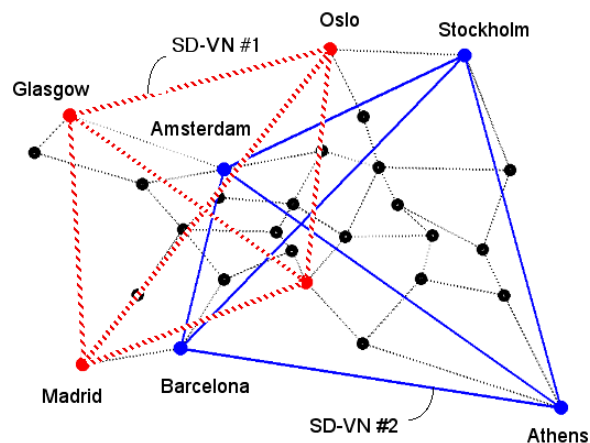 Oslo
Stockholm
SD-VN #1
Glasgow
Amsterdam
Madrid
Barcelona
SD-VN #2
Athens